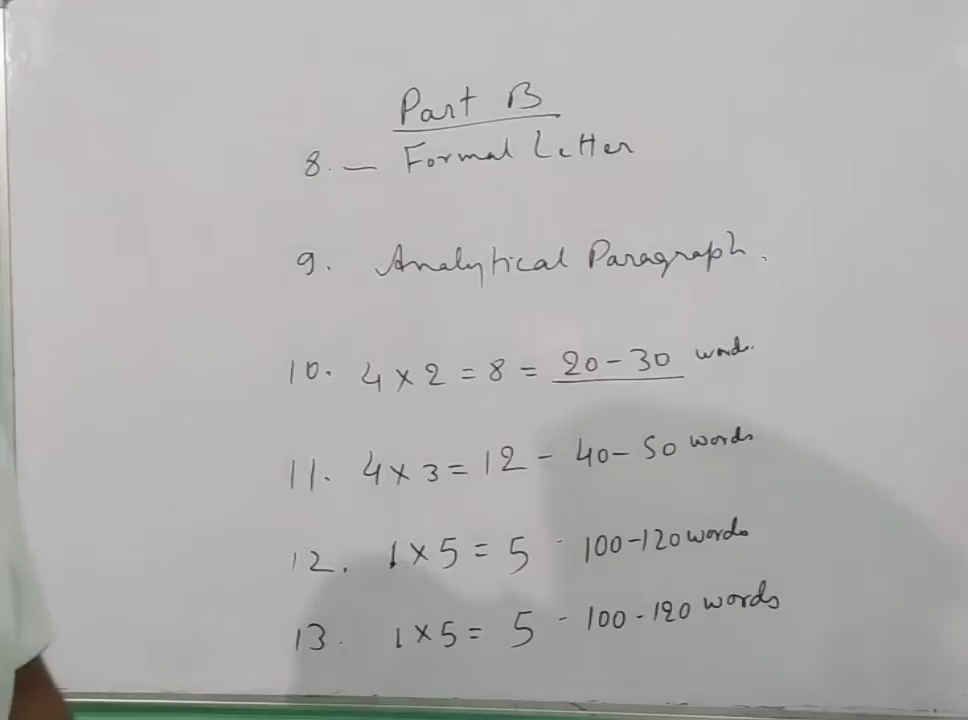 Part B
8. — Formal Letter
9. Analytical Paragraph.
10. 4 × 2 = 8 = 20 - 30 word.
11. 4 × 3 = 12 - 40 - 50 words
12. 1 × 5 = 5 - 100 - 120 words
13. 1 × 5 = 5 - 100 - 120 words